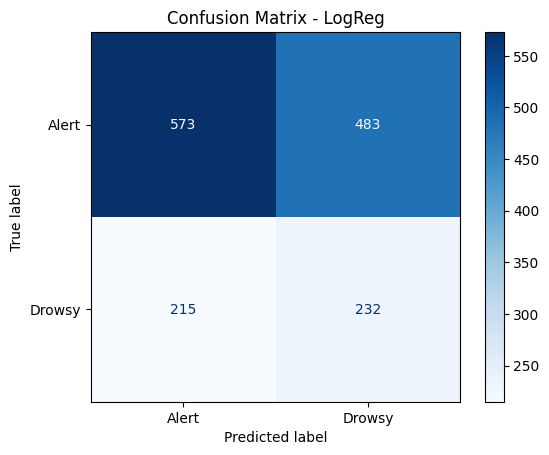 Confusion Matrix - LogReg
True label
Alert
573
483
Drowsy
215
232
Alert
Drowsy
Predicted label
550
500
450
400
350
300
250